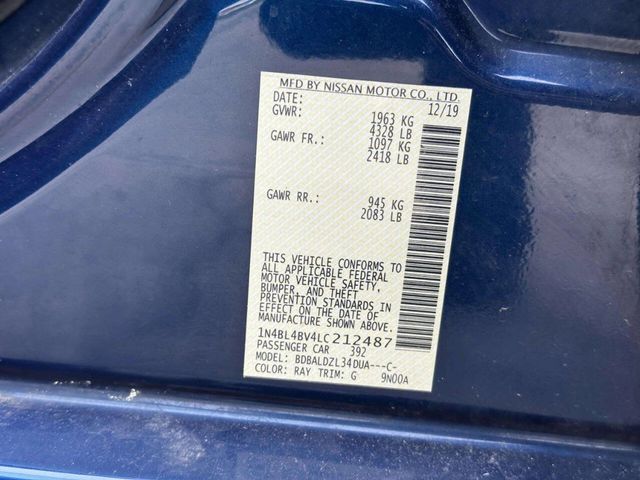 MFD BY NISSAN MOTOR CO., LTD.
DATE: 12/19
GVWR: 1963 KG
4328 LB
GAWR FR.: 1097 KG
2418 LB
GAWR RR.: 945 KG
2083 LB
THIS VEHICLE CONFORMS TO
ALL APPLICABLE FEDERAL
MOTOR VEHICLE SAFETY,
BUMPER, AND THEFT
PREVENTION STANDARDS IN
EFFECT ON THE DATE OF
MANUFACTURE SHOWN ABOVE.
1N4BL4BV4LC212487
PASSENGER CAR 392
MODEL: BDBALDZL34DUA---C-
COLOR: RAY TRIM: G 9N00A